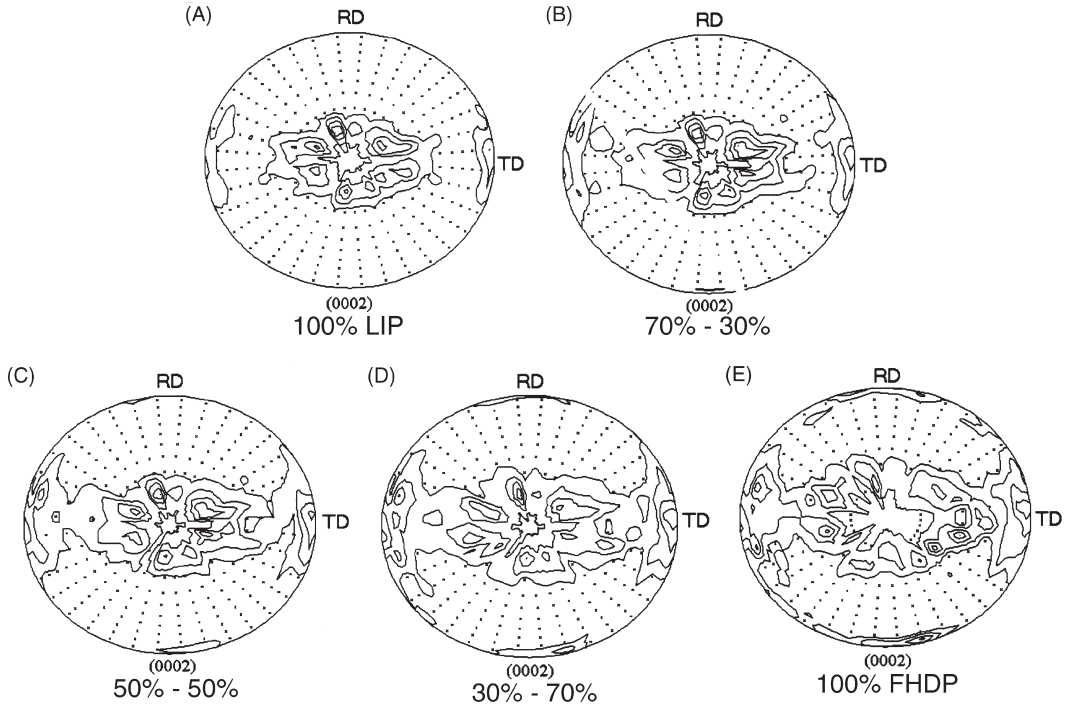 (A)
RD
TD
(0002)
100% LIP
(B)
RD
TD
(0002)
70% - 30%
(C)
RD
TD
(0002)
50% - 50%
(D)
RD
TD
(0002)
30% - 70%
(E)
RD
TD
(0002)
100% FHDP